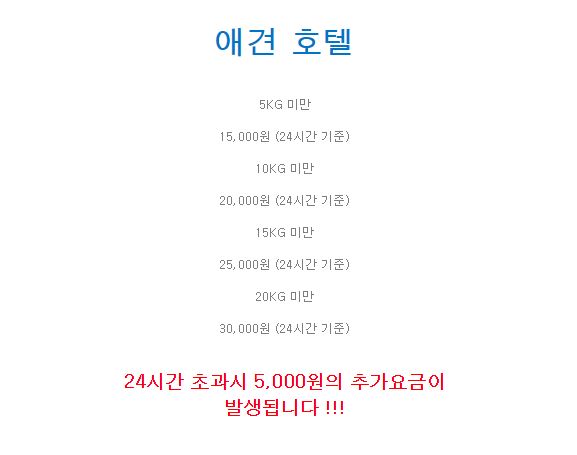 애견 호텔
5KG 미만
15,000원 (24시간 기준)
10KG 미만
20,000원 (24시간 기준)
15KG 미만
25,000원 (24시간 기준)
20KG 미만
30,000원 (24시간 기준)
24시간 초과시 5,000원의 추가요금이
발생됩니다 !!!